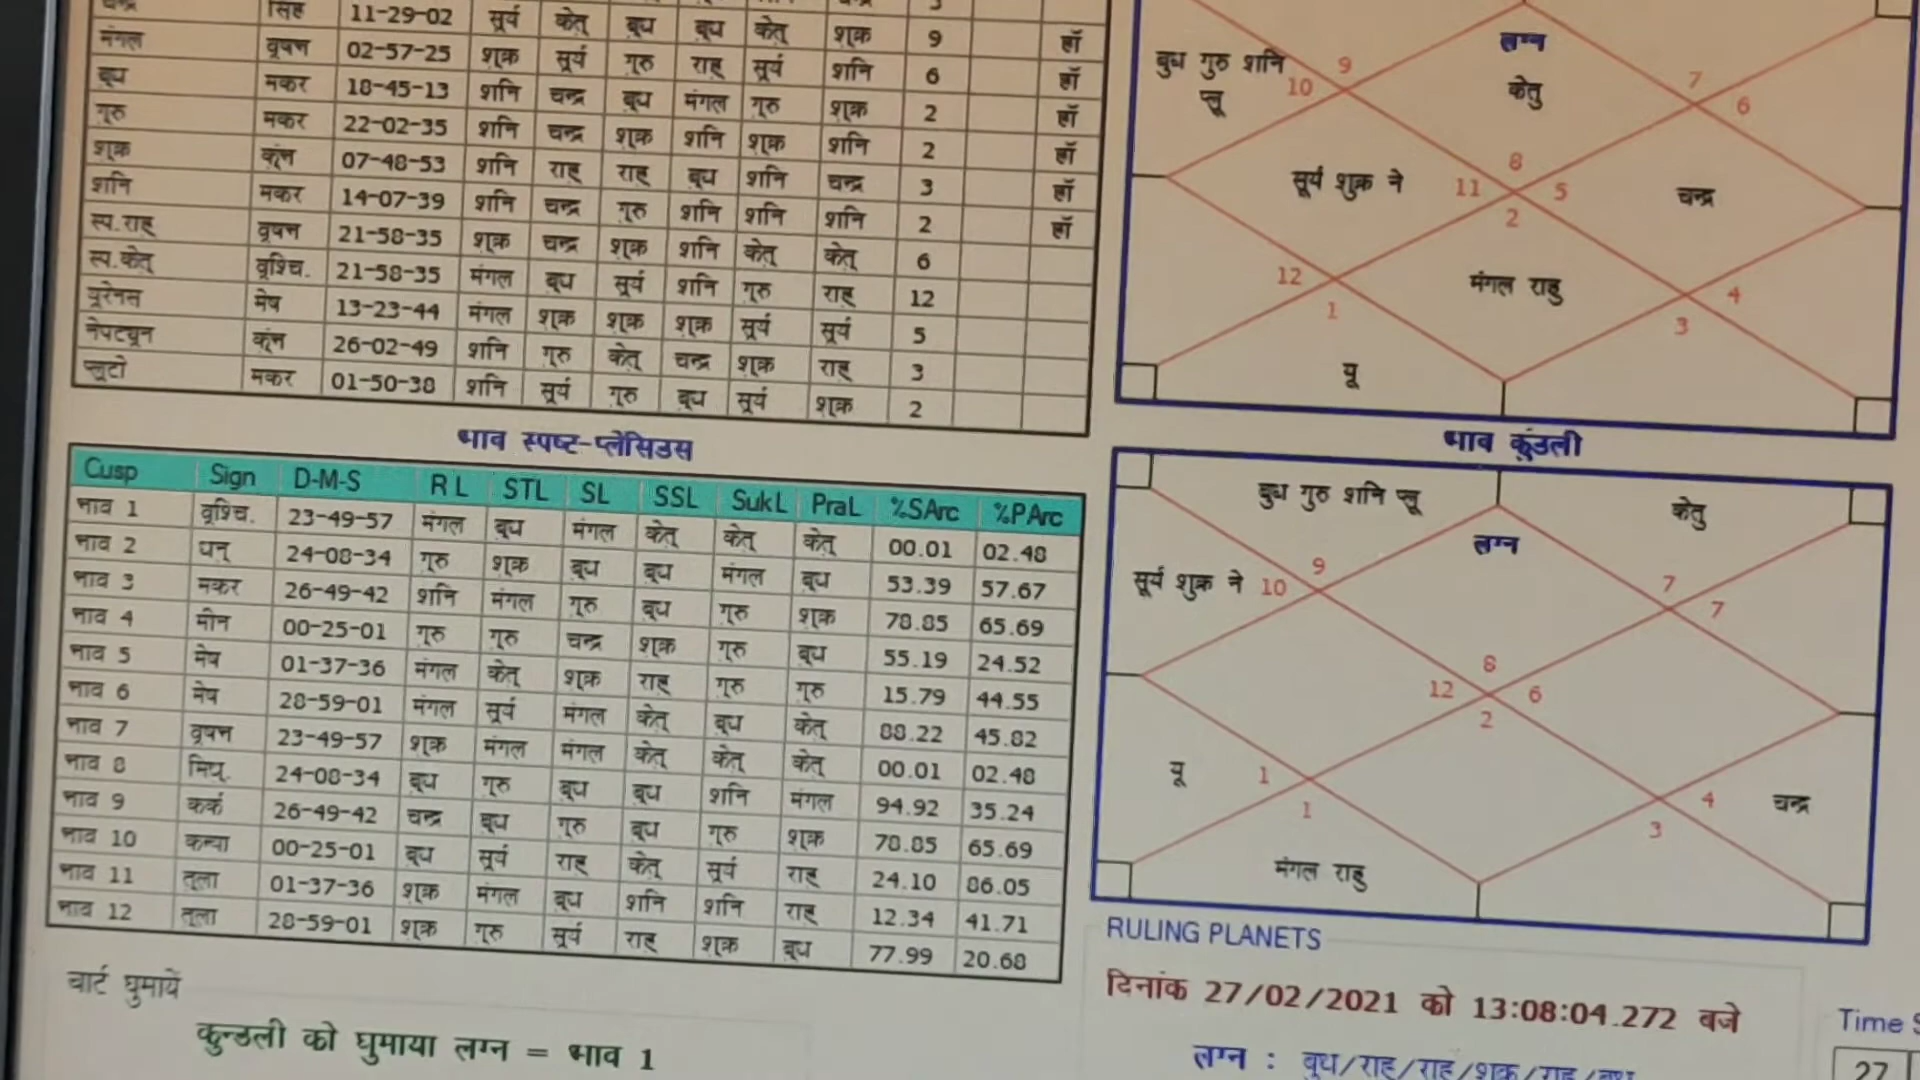 सिंह 11-29-02 सूर्य केतु बुध बुध केतु शुक्र 9 हाँ
मंगल वृषभ 02-57-25 शुक्र सूर्य गुरु राहु सूर्य शनि 6 हाँ
बुध मकर 18-45-13 शनि चन्द्र बुध मंगल गुरु शुक्र 2 हाँ
गुरु मकर 22-02-35 शनि चन्द्र शुक्र शनि शुक्र शनि 2 हाँ
शुक्र कुंभ 07-48-53 शनि राहु राहु बुध शनि चन्द्र 3 हाँ
शनि मकर 14-07-39 शनि चन्द्र गुरु शनि शनि शनि 2 हाँ
स्प.राहु वृषभ 21-58-35 शुक्र चन्द्र शुक्र शनि केतु केतु 6
स्प.केतु वृश्चि. 21-58-35 मंगल बुध सूर्य शनि गुरु राहु 12
यूरेनस मेष 13-23-44 मंगल शुक्र शुक्र शुक्र सूर्य सूर्य 5
नेपटयून कुंभ 26-02-49 शनि गुरु केतु चन्द्र शुक्र राहु 3
प्लूटो मकर 01-50-38 शनि सूर्य गुरु बुध सूर्य शुक्र 2
लग्न
बुध गुरु शनि 9 7
प्लू 10 केतु 6
8
सूर्य शुक्र ने 11 5 चन्द्र
2
12 मंगल राहु 4
1 3
यू
भाव स्पष्ट-प्लेसिडस
Cusp Sign D-M-S R L STL SL SSL SukL PraL %SArc %PArc
भाव 1 वृश्चि. 23-49-57 मंगल बुध मंगल केतु केतु केतु 00.01 02.48
भाव 2 धनु 24-08-34 गुरु शुक्र बुध बुध मंगल बुध 53.39 57.67
भाव 3 मकर 26-49-42 शनि मंगल गुरु बुध गुरु शुक्र 78.85 65.69
भाव 4 मीन 00-25-01 गुरु गुरु चन्द्र शुक्र गुरु बुध 55.19 24.52
भाव 5 मेष 01-37-36 मंगल केतु शुक्र राहु गुरु गुरु 15.79 44.55
भाव 6 मेष 28-59-01 मंगल सूर्य मंगल केतु बुध केतु 88.22 45.82
भाव 7 वृषभ 23-49-57 शुक्र मंगल मंगल केतु केतु केतु 00.01 02.48
भाव 8 मिथु. 24-08-34 बुध गुरु बुध बुध शनि मंगल 94.92 35.24
भाव 9 कर्क 26-49-42 चन्द्र बुध गुरु बुध गुरु शुक्र 78.85 65.69
भाव 10 कन्या 00-25-01 बुध सूर्य राहु केतु सूर्य राहु 24.10 86.05
भाव 11 तुला 01-37-36 शुक्र मंगल बुध शनि शनि राहु 12.34 41.71
भाव 12 तुला 28-59-01 शुक्र गुरु सूर्य राहु शुक्र बुध 77.99 20.68
भाव कुंडली
बुध गुरु शनि प्लू केतु
लग्न
सूर्य शुक्र ने 10 9 7 7
8
12 6
2
यू 1 4 चन्द्र
1 3
मंगल राहु
चार्ट घुमायें
कुन्डली को घुमाया लग्न = भाव 1
RULING PLANETS
दिनांक 27/02/2021 को 13:08:04.272 बजे
लग्न : बुध/राहु/राहु/शुक्र/राहु/बुध
Time
27